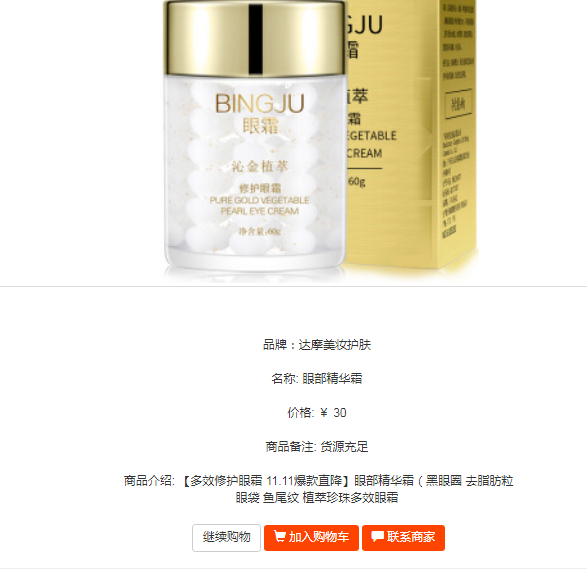 NGJU
霜
BINGJU
眼霜
植萃
沁金植萃
霜
修护眼霜
GETABLE
PURE GOLD VEGETABLE
CREAM
PEARL EYE CREAM
60g
净含量:60g
品牌：达摩美妆护肤
名称: 眼部精华霜
价格: ￥ 30
商品备注: 货源充足
商品介绍: 【多效修护眼霜 11.11爆款直降】眼部精华霜（黑眼圈 去脂肪粒
眼袋 鱼尾纹 植萃珍珠多效眼霜
继续购物 加入购物车 联系商家